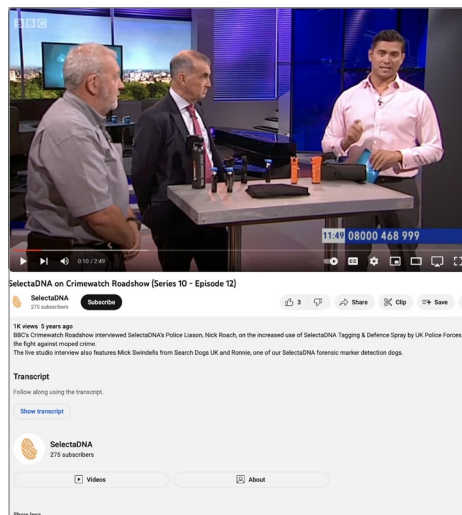 BBC
11:49 08000 468 999
0:10 / 2:49
SelectaDNA on Crimewatch Roadshow (Series 10 - Episode 12)
SelectaDNA
275 subscribers
Subscribe
3
Share
Clip
Save
1K views 5 years ago
BBC's Crimewatch Roadshow interviewed SelectaDNA's Police Liason, Nick Roach, on the increased use of SelectaDNA Tagging & Defence Spray by UK Police Forces
the fight against moped crime.
The live studio interview also features Mick Swindells from Search Dogs UK and Ronnie, one of our SelectaDNA forensic marker detection dogs.
Transcript
Follow along using the transcript.
Show transcript
SelectaDNA
275 subscribers
Videos
About
Show less